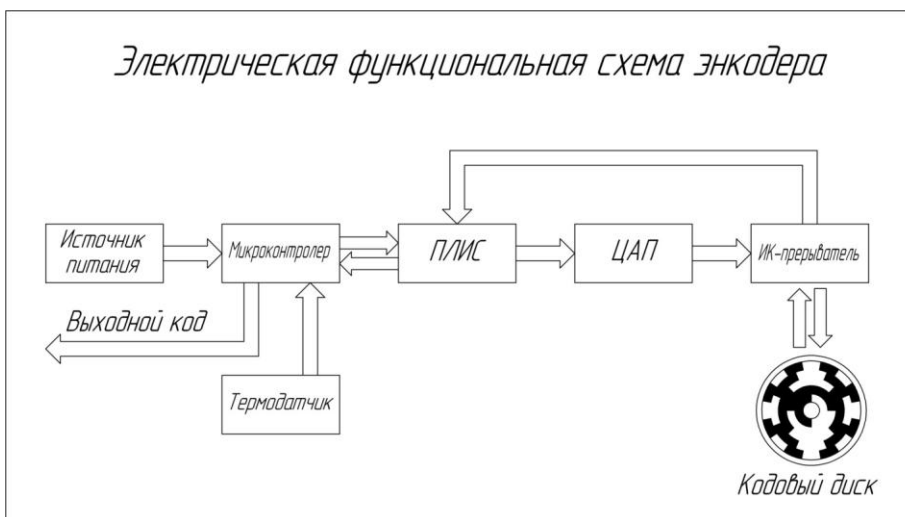 Электрическая функциональная схема энкодера
Источник
питания
Микроконтролер
ПЛИС
ЦАП
ИК-прерыватель
Выходной код
Термодатчик
Кодовый диск